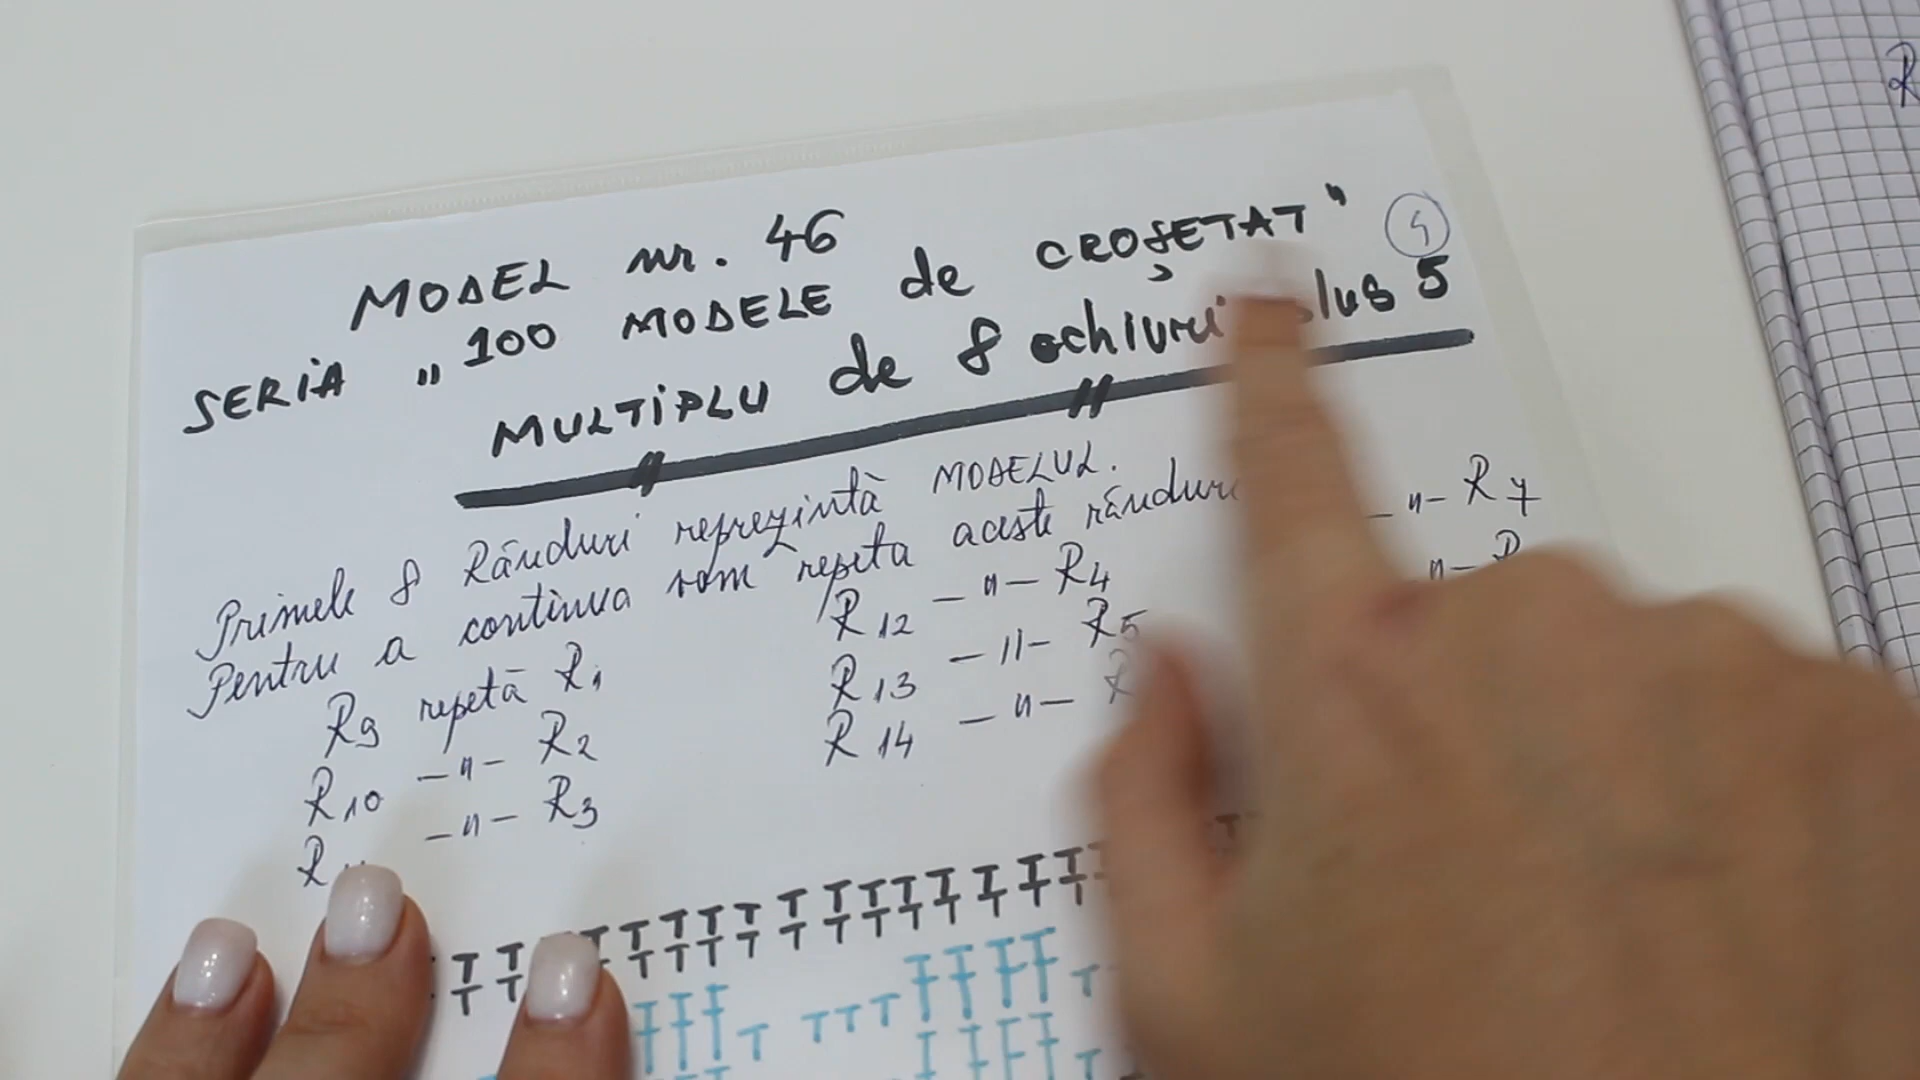 MODEL nr. 46
SERIA „100 MODELE de CROȘETAT"
MULTIPLU de 8 ochiuri plus 5
Primele 8 Rânduri reprezintă MODELUL.
Pentru a continua vom repeta aceste rânduri
R9 repetă R1
R10 —"— R2
—"— R3
R12 —"— R4
R13 —"— R5
R14 —"— R
—"— R7
—"— R
R